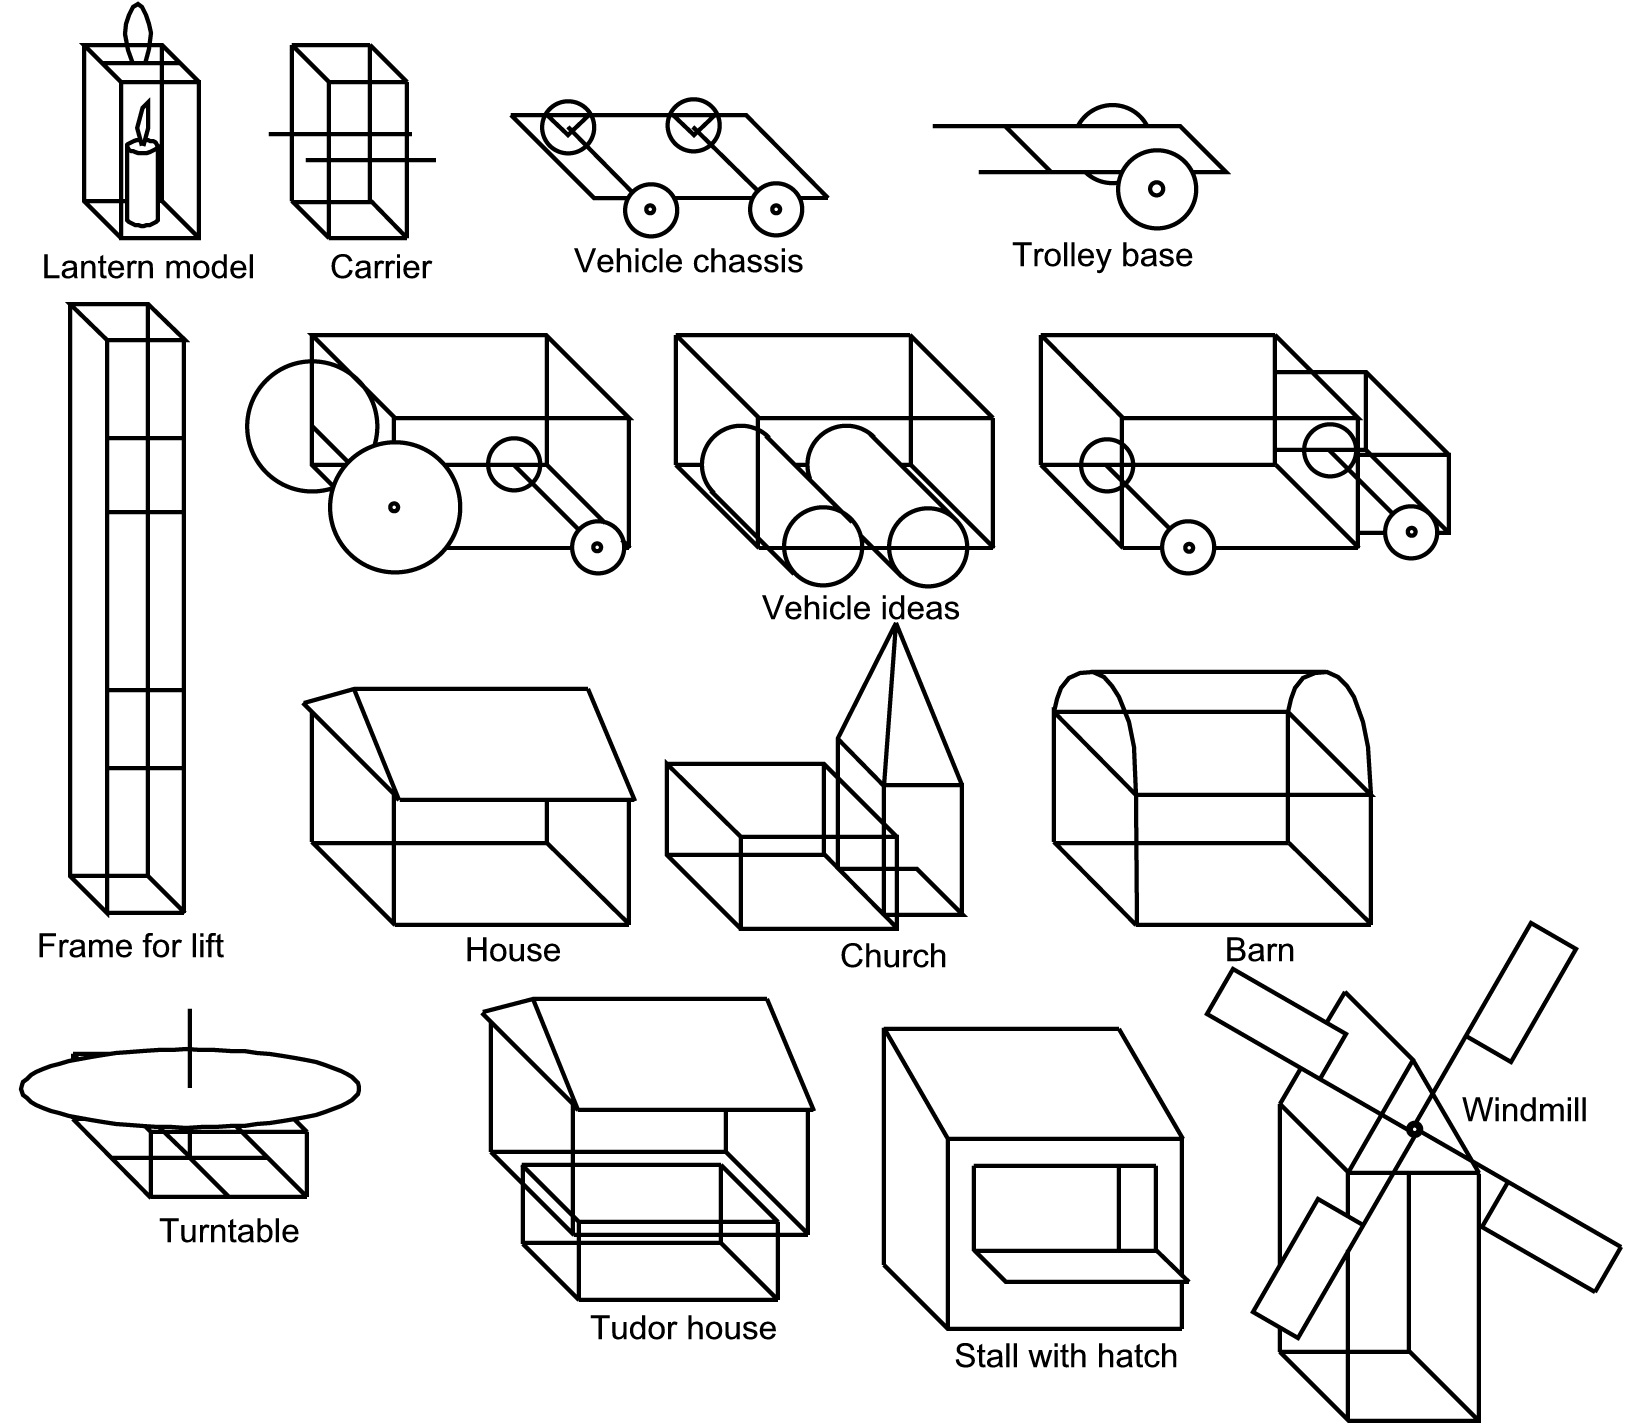 Lantern model
Carrier
Vehicle chassis
Trolley base
Vehicle ideas
Frame for lift
House
Church
Barn
Windmill
Turntable
Tudor house
Stall with hatch